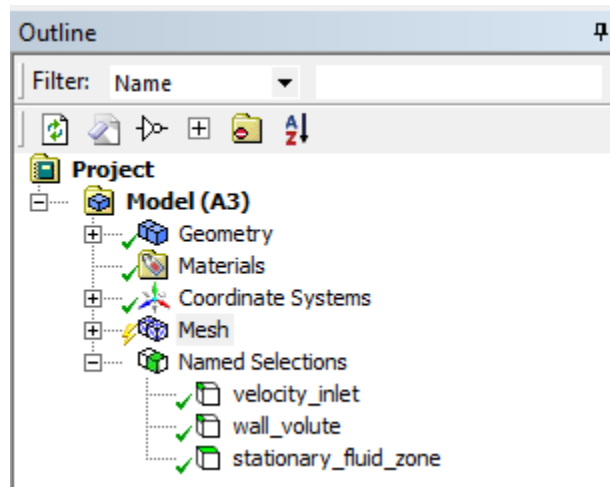 Outline
Filter: Name
A
Z
Project
Model (A3)
Geometry
Materials
Coordinate Systems
Mesh
Named Selections
velocity_inlet
wall_volute
stationary_fluid_zone